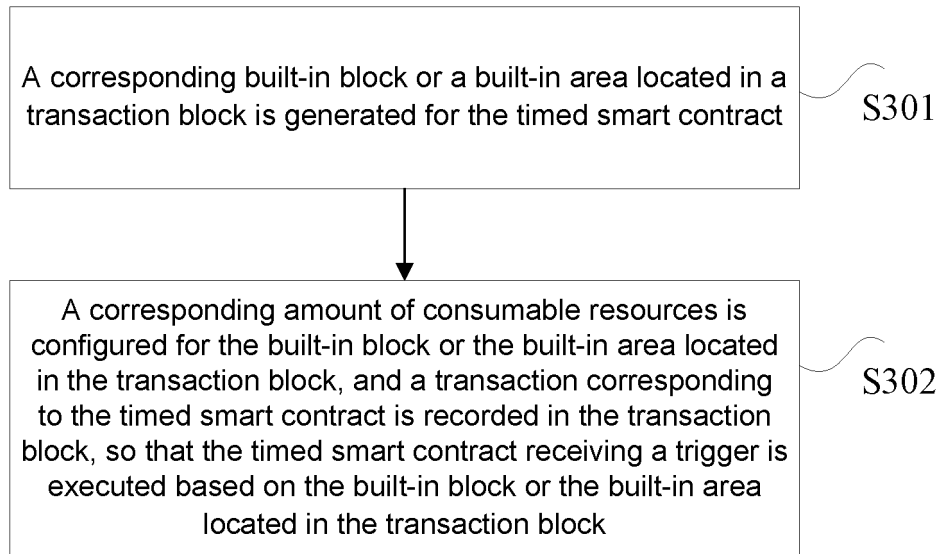 A corresponding built-in block or a built-in area located in a
transaction block is generated for the timed smart contract
S301
A corresponding amount of consumable resources is
configured for the built-in block or the built-in area located
in the transaction block, and a transaction corresponding
to the timed smart contract is recorded in the transaction
block, so that the timed smart contract receiving a trigger is
executed based on the built-in block or the built-in area
located in the transaction block
S302